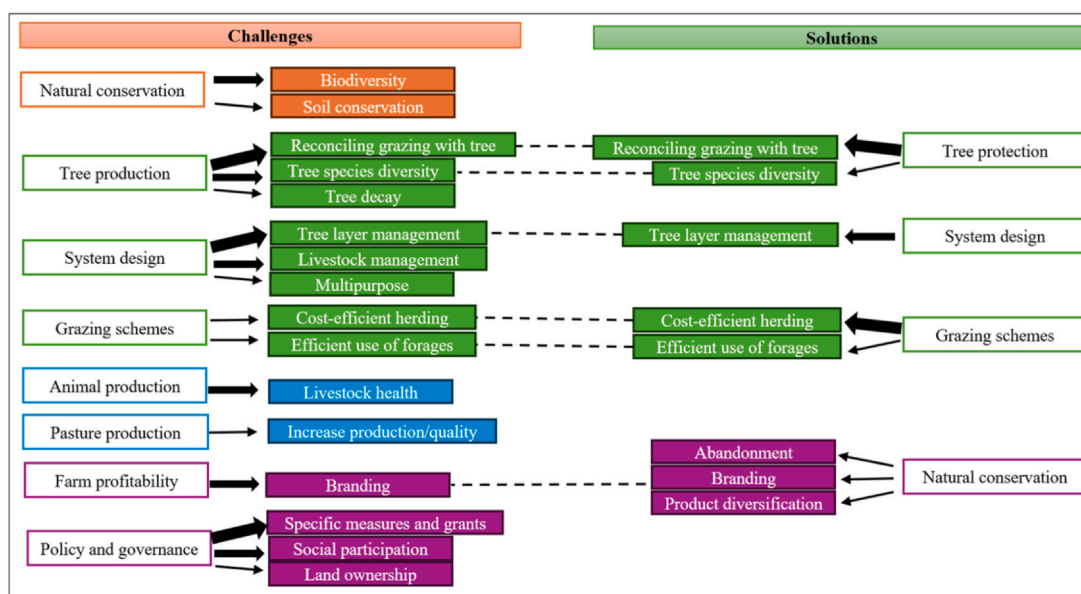 Challenges
Solutions
Natural conservation
Biodiversity
Soil conservation
Tree production
Reconciling grazing with tree
Tree species diversity
Tree decay
Reconciling grazing with tree
Tree species diversity
Tree protection
System design
Tree layer management
Livestock management
Multipurpose
Tree layer management
System design
Grazing schemes
Cost-efficient herding
Efficient use of forages
Cost-efficient herding
Efficient use of forages
Grazing schemes
Animal production
Livestock health
Pasture production
Increase production/quality
Farm profitability
Branding
Abandonment
Branding
Product diversification
Natural conservation
Policy and governance
Specific measures and grants
Social participation
Land ownership